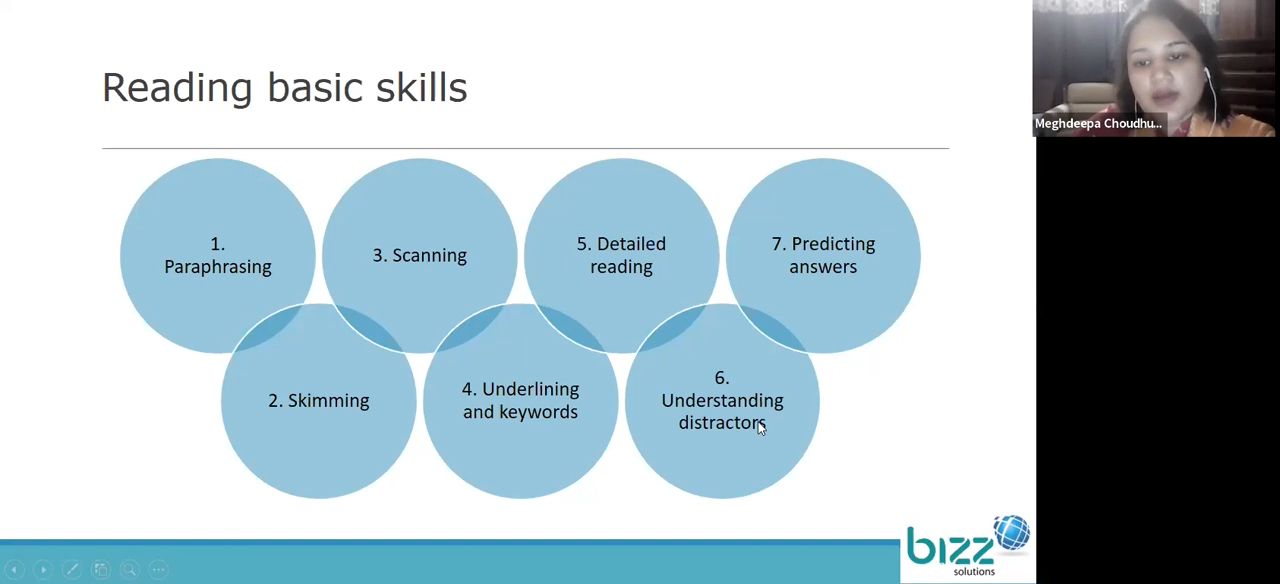 Reading basic skills
Meghdeepa Choudhu...
1.
Paraphrasing
3. Scanning
5. Detailed
reading
7. Predicting
answers
2. Skimming
4. Underlining
and keywords
6.
Understanding
distractors
bizz
solutions